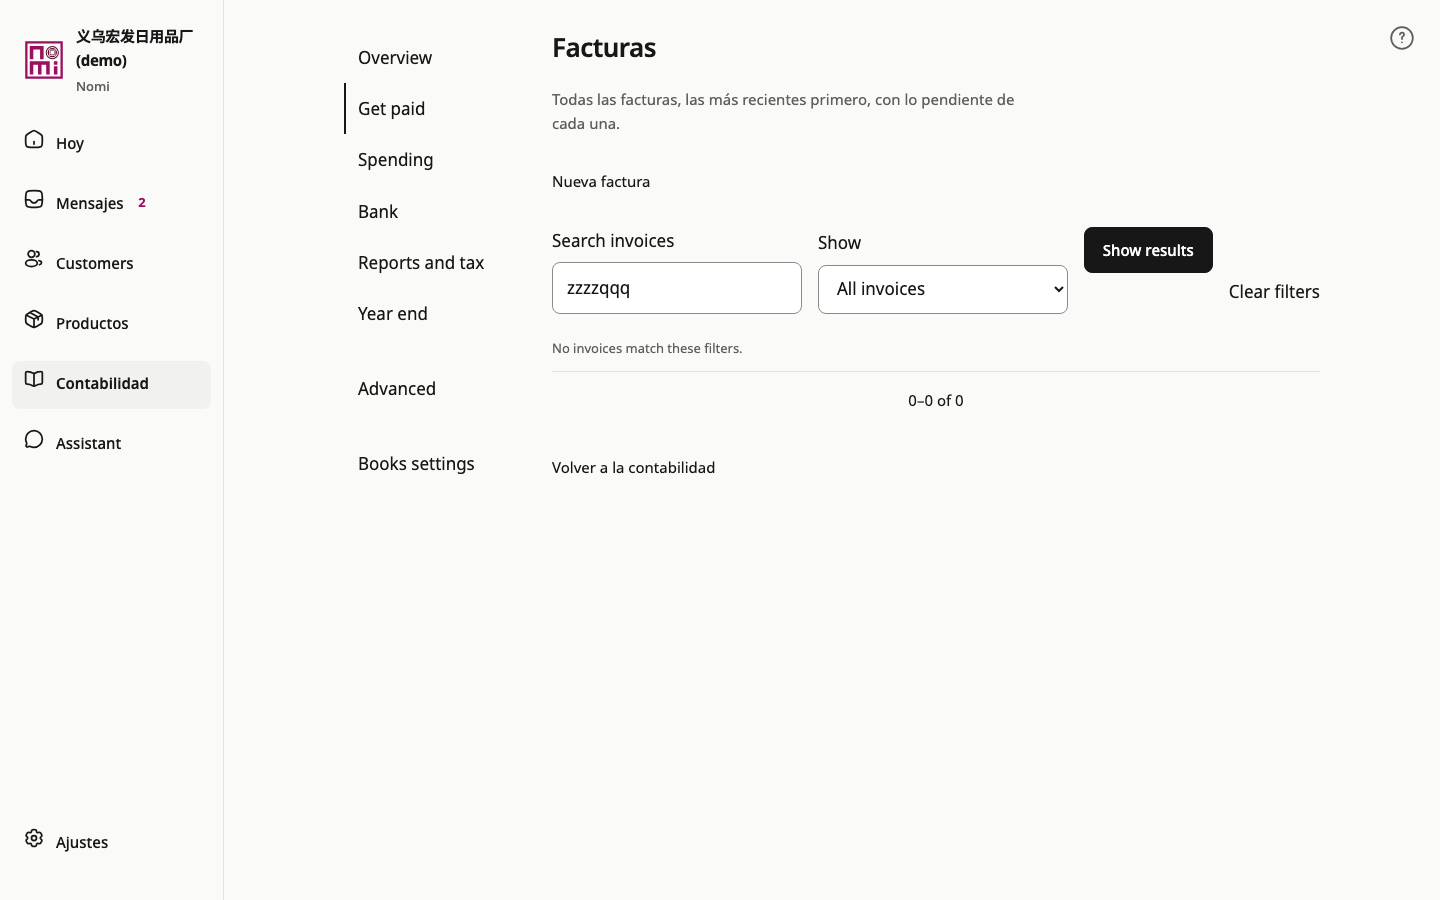 义乌宏发日用品厂
(demo)
Nomi
Hoy
Mensajes 2
Customers
Productos
Contabilidad
Assistant
Ajustes
Overview
Get paid
Spending
Bank
Reports and tax
Year end
Advanced
Books settings
Facturas
Todas las facturas, las más recientes primero, con lo pendiente de
cada una.
Nueva factura
Search invoices
zzzzqqq
Show
All invoices
Show results
Clear filters
No invoices match these filters.
0–0 of 0
Volver a la contabilidad